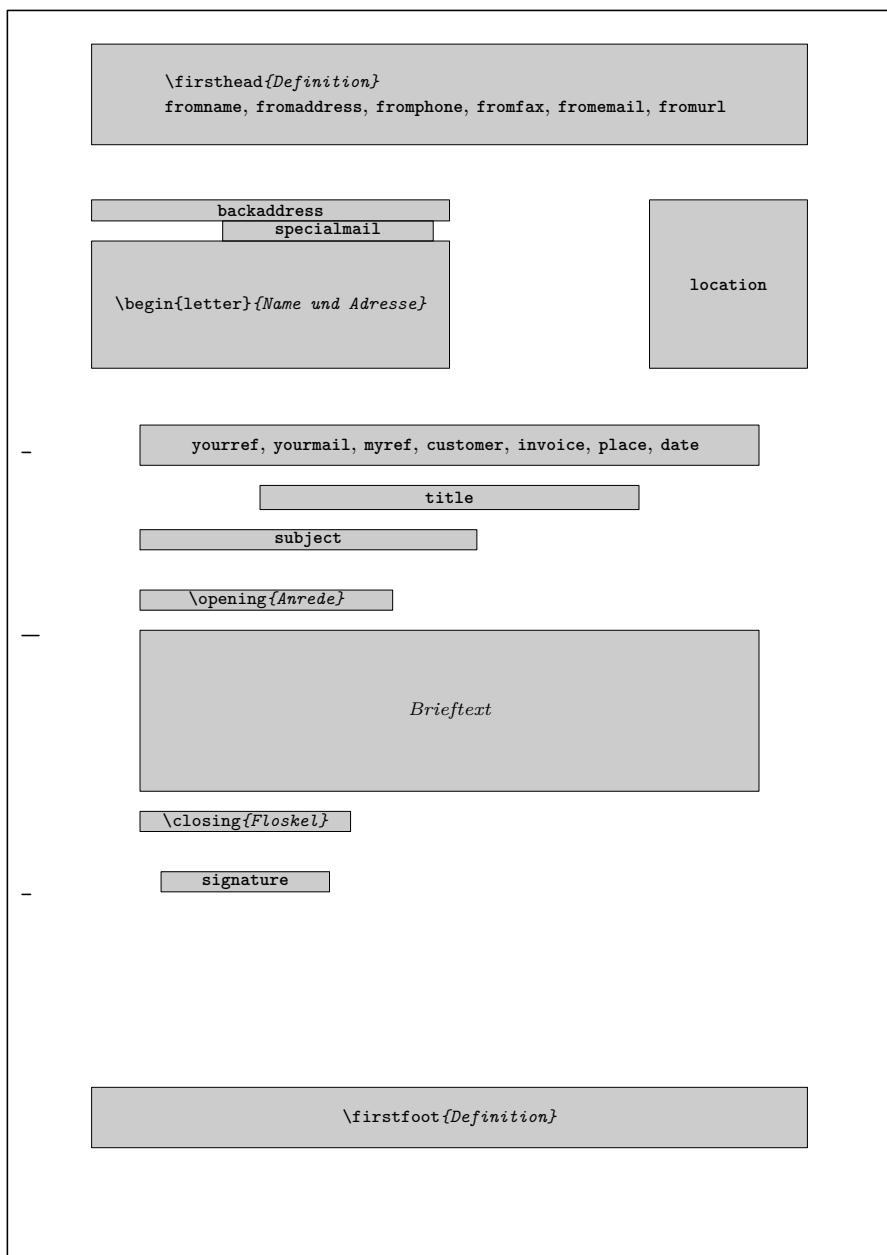 \firsthead{Definition}
fromname, fromaddress, fromphone, fromfax, fromemail, fromurl
backaddress
specialmail
\begin{letter}{Name und Adresse}
location
yourref, yourmail, myref, customer, invoice, place, date
title
subject
\opening{Anrede}
Brieftext
\closing{Floskel}
signature
\firstfoot{Definition}